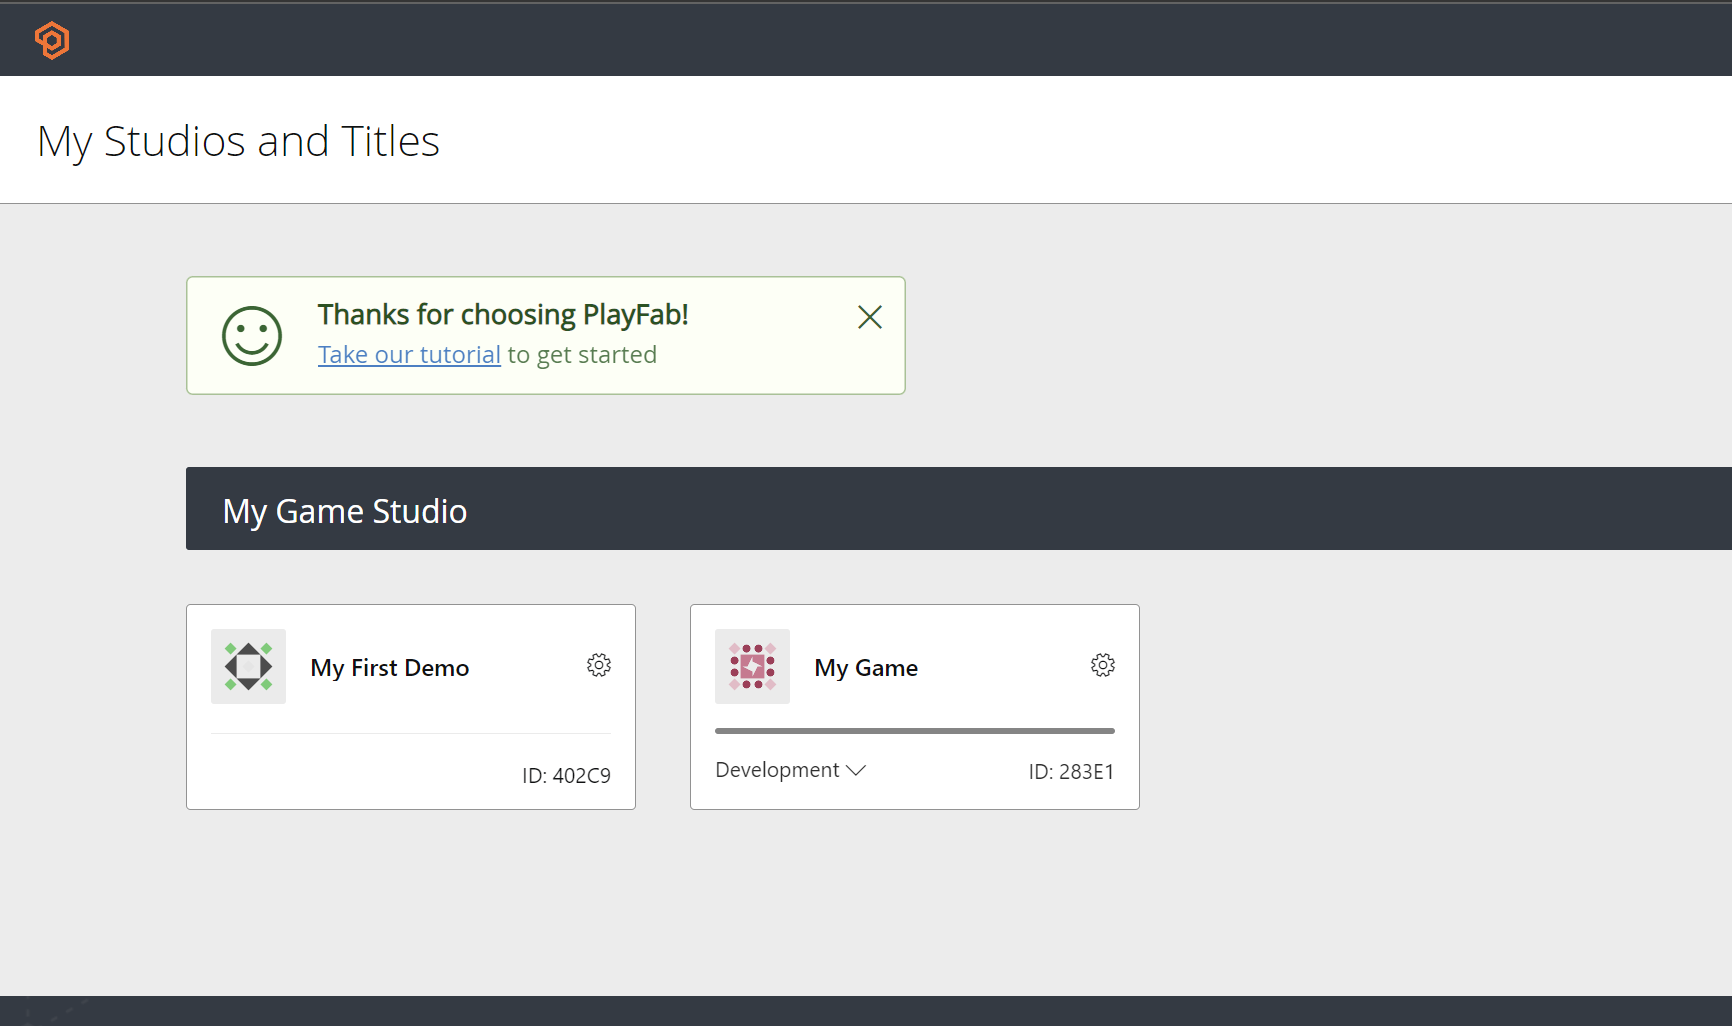 My Studios and Titles
Thanks for choosing PlayFab!
Take our tutorial to get started
My Game Studio
My First Demo
ID: 402C9
My Game
Development
ID: 283E1